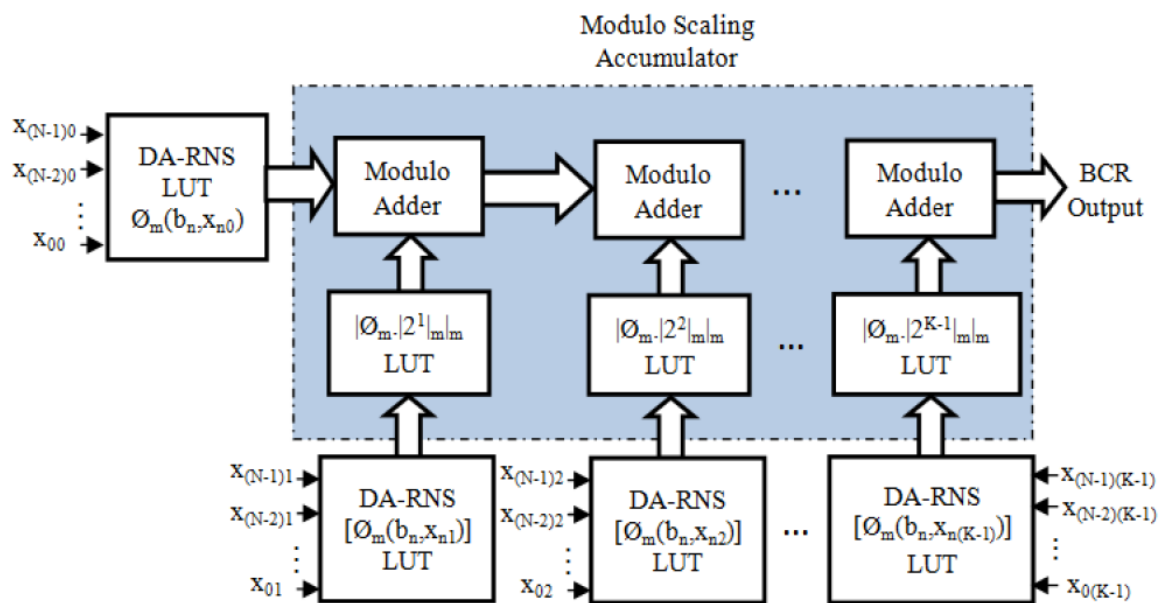 Modulo Scaling
Accumulator
x(N-1)0
x(N-2)0
⋮
x00
DA-RNS
LUT
Øm(bn,xn0)
Modulo
Adder
Modulo
Adder
...
Modulo
Adder
BCR
Output
|Øm.|2^1|m|m
LUT
|Øm.|2^2|m|m
LUT
...
|Øm.|2^K-1|m|m
LUT
x(N-1)1
x(N-2)1
⋮
x01
DA-RNS
[Øm(bn,xn1)]
LUT
x(N-1)2
x(N-2)2
⋮
x02
DA-RNS
[Øm(bn,xn2)]
LUT
...
DA-RNS
[Øm(bn,xn(K-1))]
LUT
x(N-1)(K-1)
x(N-2)(K-1)
⋮
x0(K-1)